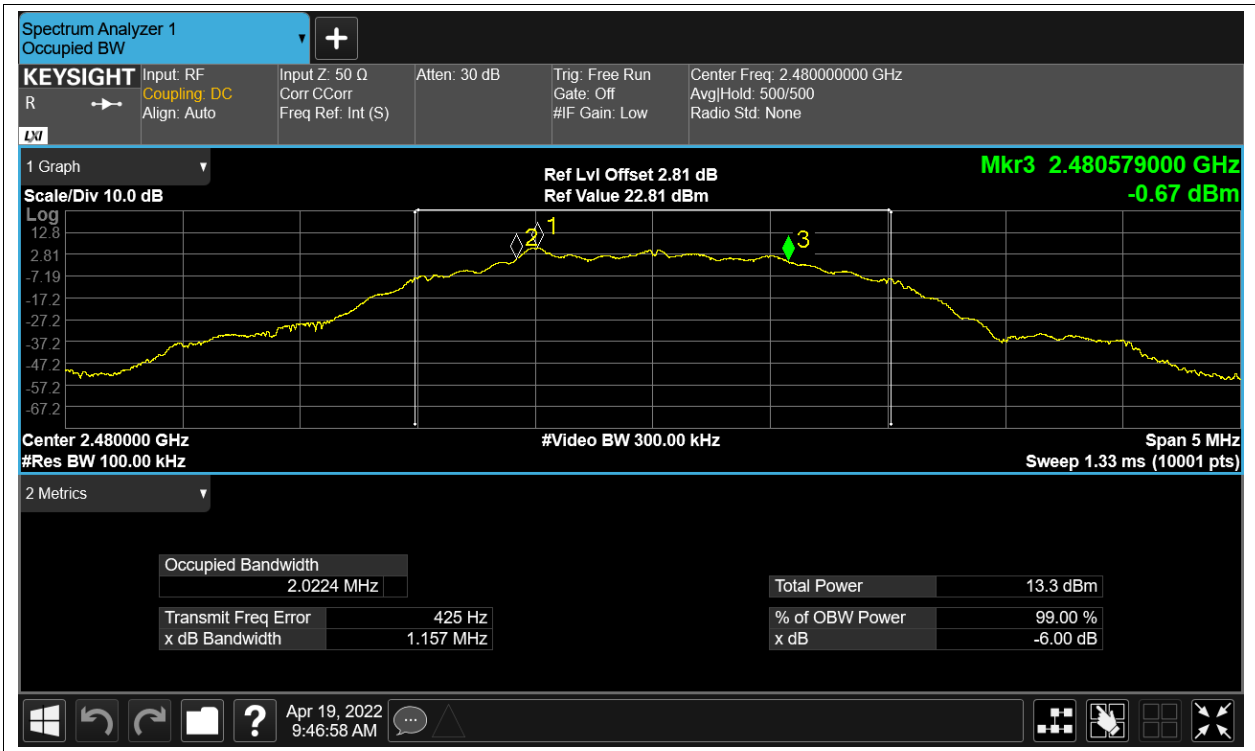 Spectrum Analyzer 1
Occupied BW
KEYSIGHT
R
LXI
Input: RF
Coupling: DC
Align: Auto
Input Z: 50 Ω
Corr CCorr
Freq Ref: Int (S)
Atten: 30 dB
Trig: Free Run
Gate: Off
#IF Gain: Low
Center Freq: 2.480000000 GHz
Avg|Hold: 500/500
Radio Std: None
1 Graph
Scale/Div 10.0 dB
Ref Lvl Offset 2.81 dB
Ref Value 22.81 dBm
Mkr3 2.480579000 GHz
-0.67 dBm
Log
12.8
2.81
-7.19
-17.2
-27.2
-37.2
-47.2
-57.2
-67.2
2
1
3
Center 2.480000 GHz
#Video BW 300.00 kHz
Span 5 MHz
#Res BW 100.00 kHz
Sweep 1.33 ms (10001 pts)
2 Metrics
Occupied Bandwidth
2.0224 MHz
Transmit Freq Error 425 Hz
x dB Bandwidth 1.157 MHz
Total Power 13.3 dBm
% of OBW Power 99.00 %
x dB -6.00 dB
?
Apr 19, 2022
9:46:58 AM